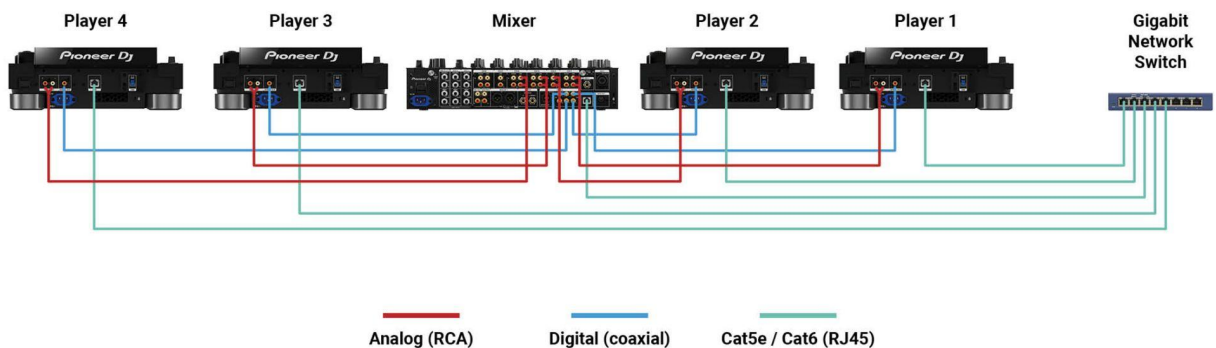 Player 4
Player 3
Mixer
Player 2
Player 1
Gigabit
Network
Switch
Pioneer Dj
Pioneer Dj
Pioneer Dj
Pioneer Dj
Analog (RCA)
Digital (coaxial)
Cat5e / Cat6 (RJ45)